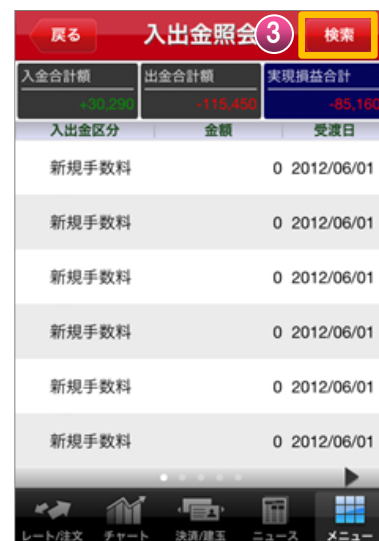 戻る 入出金照会 3 検索
入金合計額 出金合計額 実現損益合計
+30,290 -115,450 -85,160
入出金区分 金額 受渡日
新規手数料 0 2012/06/01
新規手数料 0 2012/06/01
新規手数料 0 2012/06/01
新規手数料 0 2012/06/01
新規手数料 0 2012/06/01
新規手数料 0 2012/06/01
レート/注文 チャート 決済/建玉 ニュース メニュー